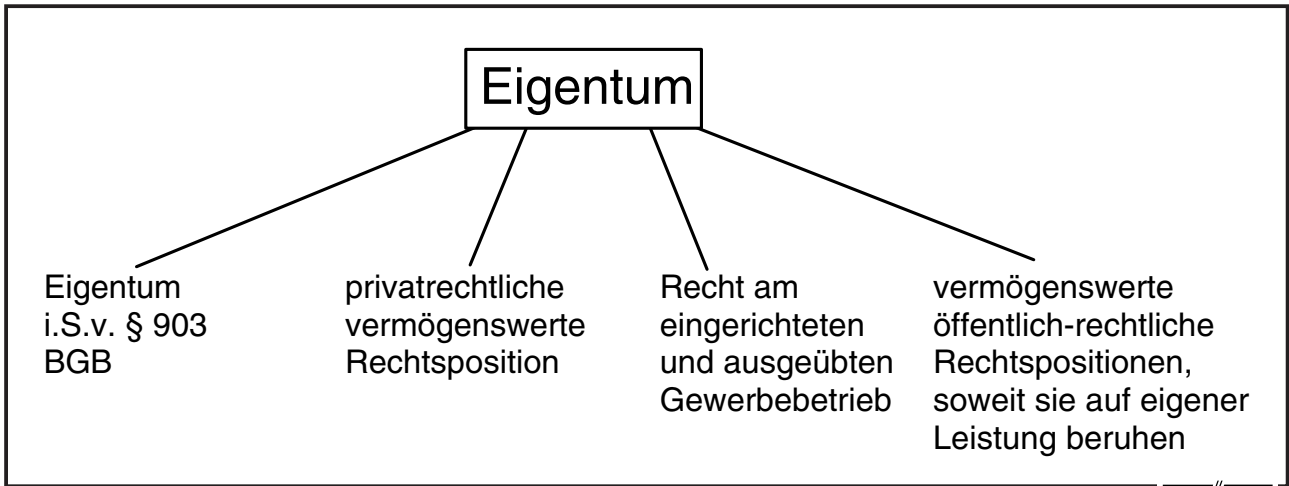 Eigentum
Eigentum
i.S.v. § 903
BGB
privatrechtliche
vermögenswerte
Rechtsposition
Recht am
eingerichteten
und ausgeübten
Gewerbebetrieb
vermögenswerte
öffentlich-rechtliche
Rechtspositionen,
soweit sie auf eigener
Leistung beruhen